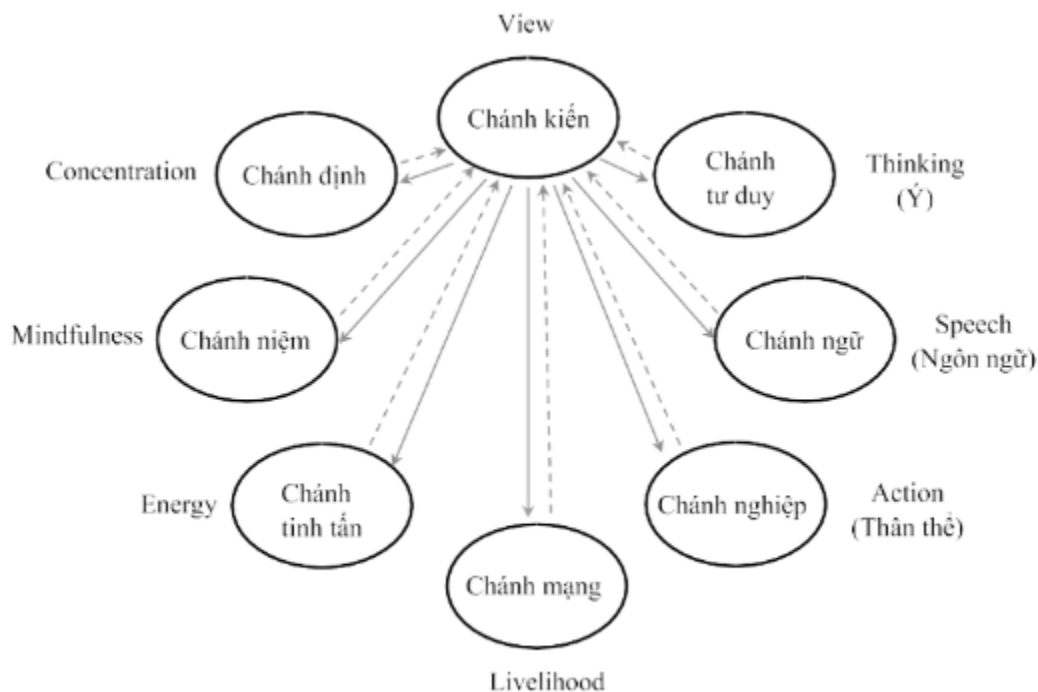 View
Chánh kiến
Concentration
Chánh định
Chánh
tư duy
Thinking
(Ý)
Mindfulness
Chánh niệm
Chánh ngữ
Speech
(Ngôn ngữ)
Energy
Chánh
tinh tấn
Chánh nghiệp
Action
(Thân thể)
Chánh mạng
Livelihood